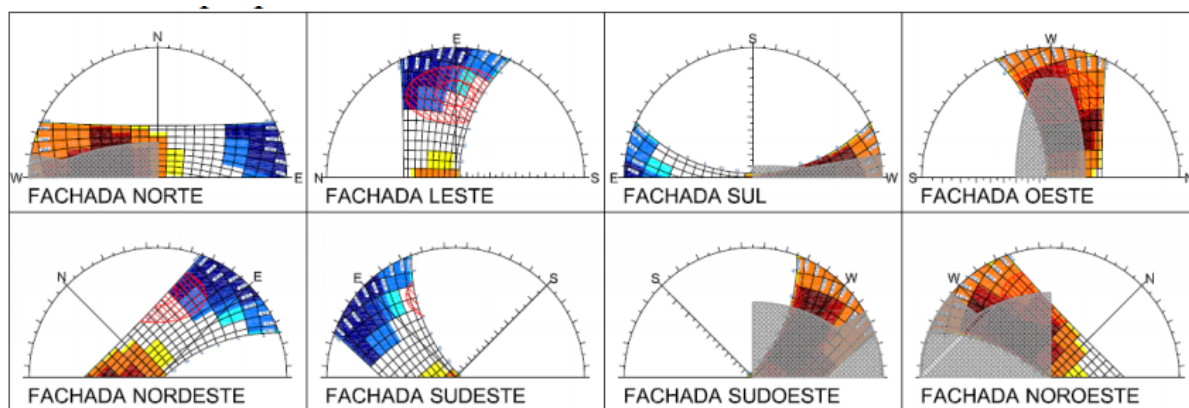 N
W E
FACHADA NORTE
E
N S
FACHADA LESTE
S
E W
FACHADA SUL
W
S N
FACHADA OESTE
N E
FACHADA NORDESTE
E S
FACHADA SUDESTE
S W
FACHADA SUDOESTE
W N
FACHADA NOROESTE